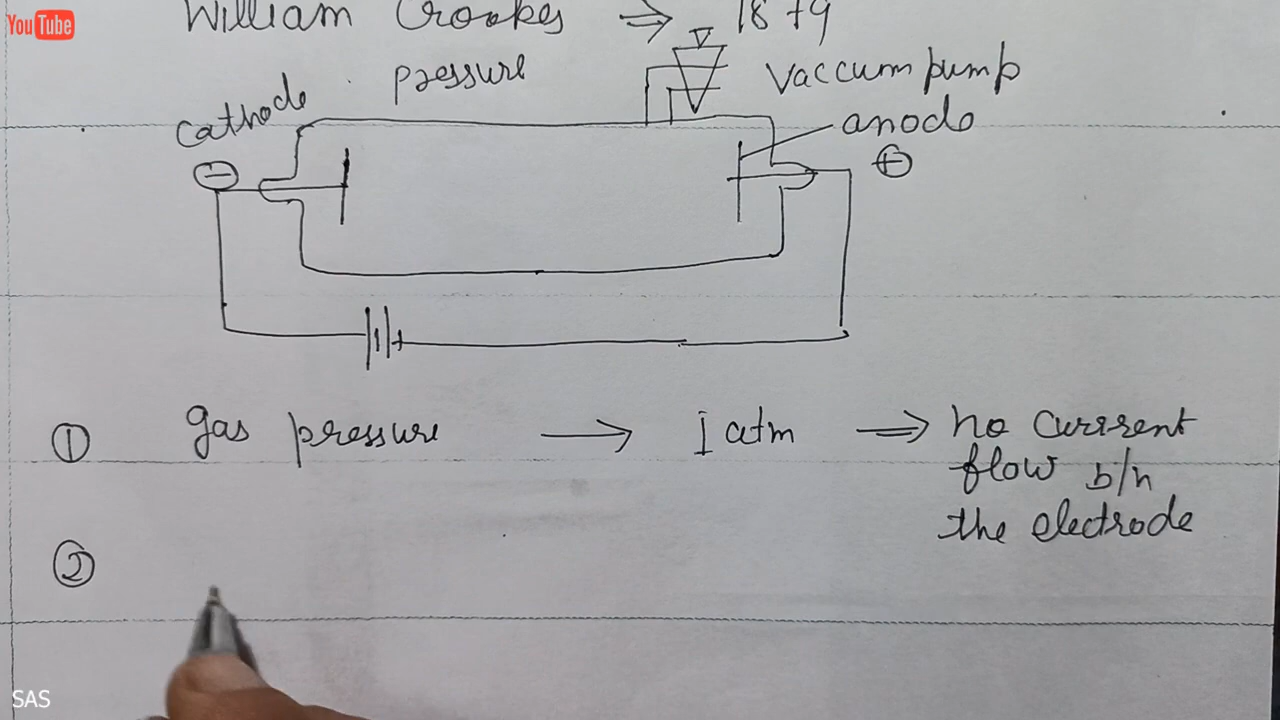 YouTube
William Crookes ⇒ 1879
pressure
Vaccum pump
cathode
anode
⊖
⊕
① gas pressure → 1 atm ⇒ no current
flow b/n
the electrode
②
SAS